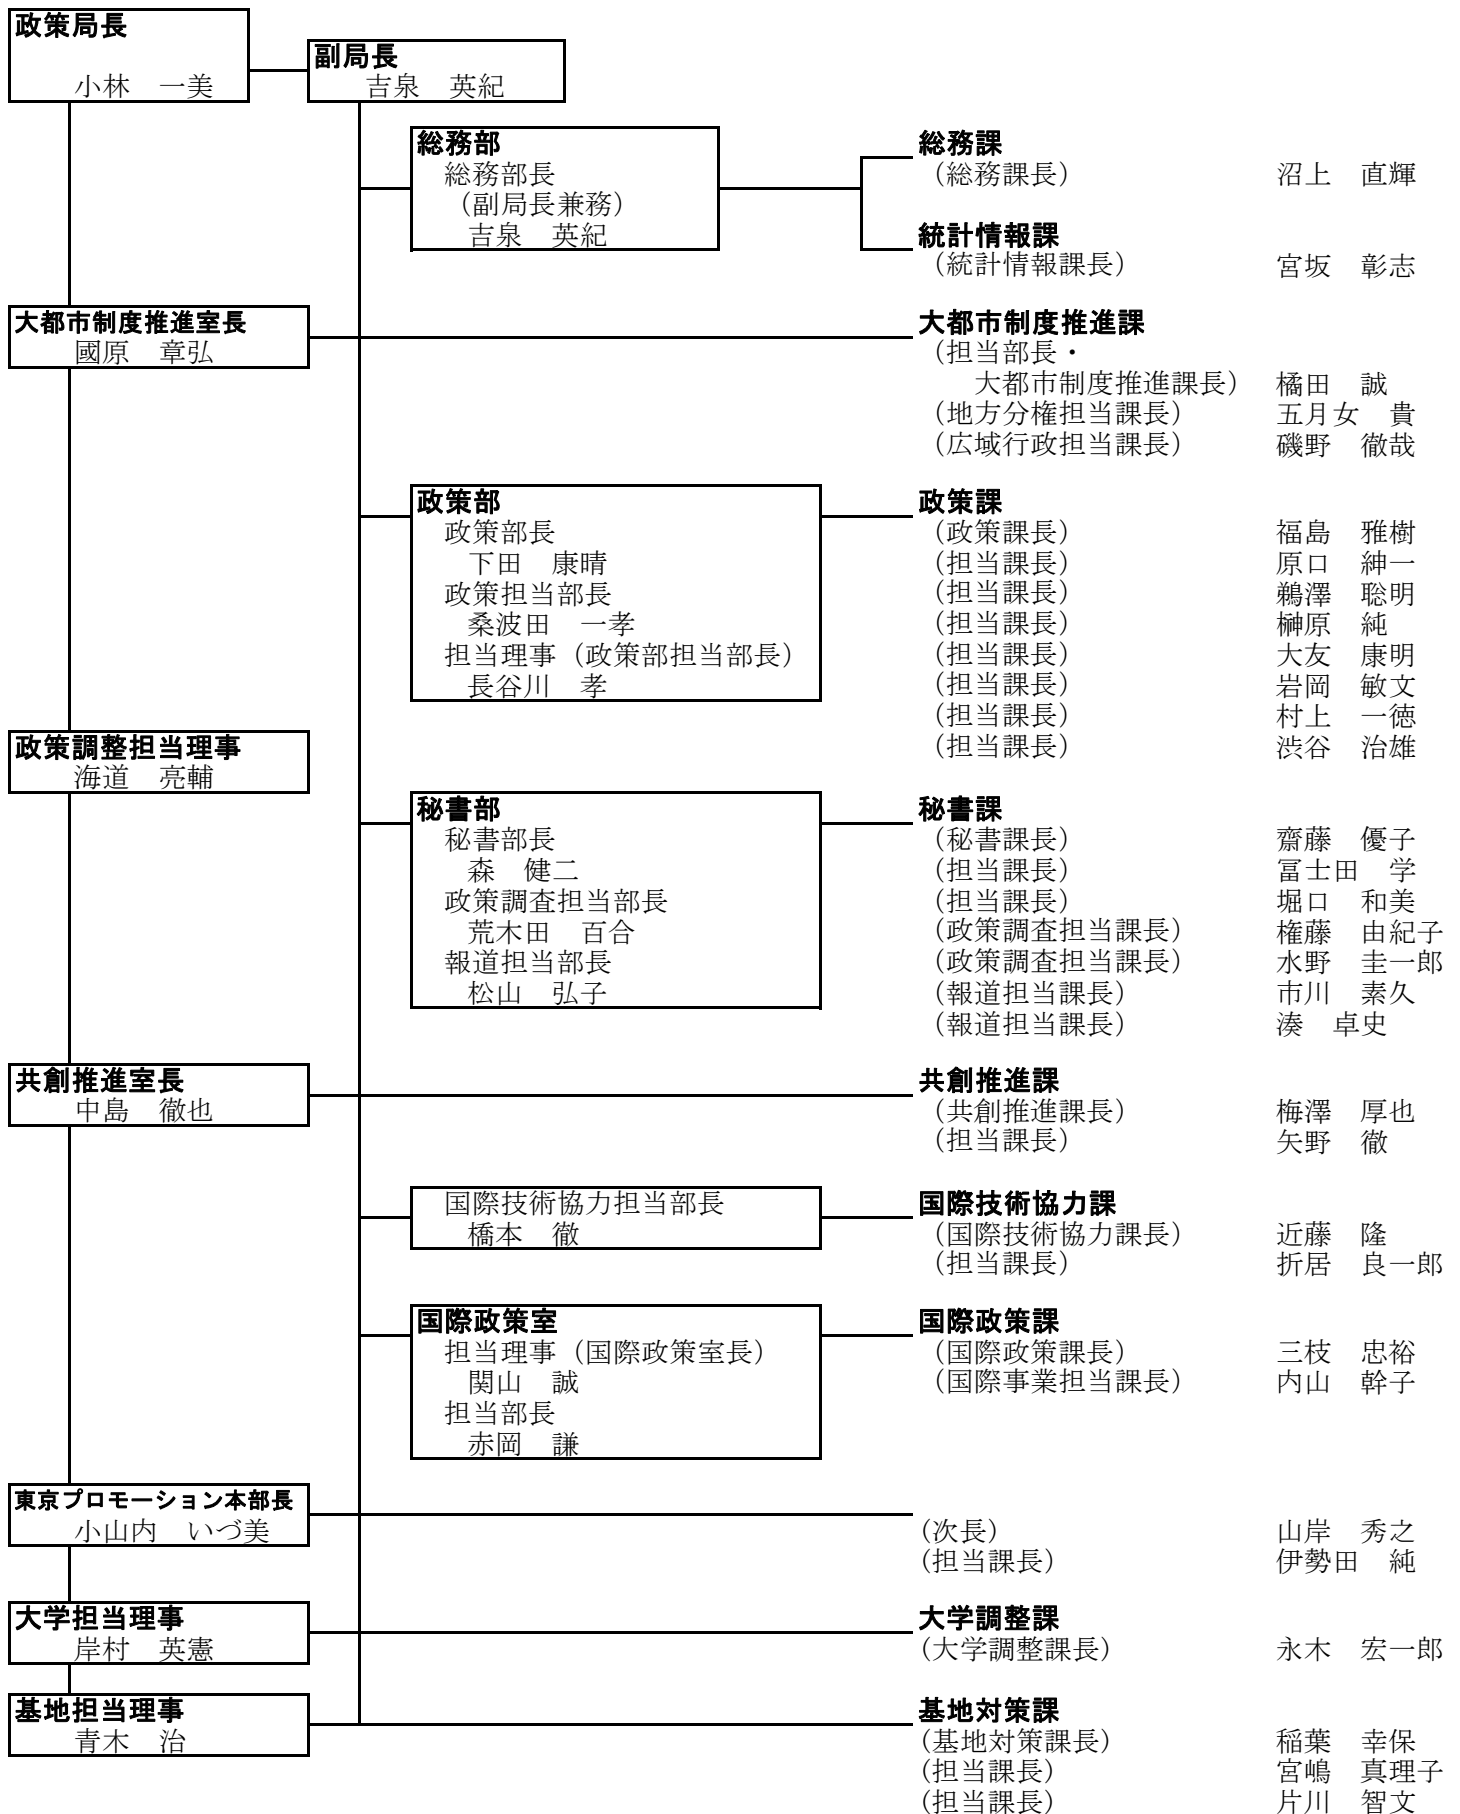 政策局長
小林　一美
副局長
吉泉　英紀
総務部
総務部長
（副局長兼務）
吉泉　英紀
総務課
（総務課長）　沼上　直輝
統計情報課
（統計情報課長）　宮坂　彰志
大都市制度推進室長
國原　章弘
大都市制度推進課
（担当部長・
大都市制度推進課長）　橘田　誠
（地方分権担当課長）　五月女　貴
（広域行政担当課長）　磯野　徹哉
政策部
政策部長
下田　康晴
政策担当部長
桑波田　一孝
担当理事（政策部担当部長）
長谷川　孝
政策課
（政策課長）　福島　雅樹
（担当課長）　原口　紳一
（担当課長）　鵜澤　聡明
（担当課長）　榊原　純
（担当課長）　大友　康明
（担当課長）　岩岡　敏文
（担当課長）　村上　一徳
（担当課長）　渋谷　治雄
政策調整担当理事
海道　亮輔
秘書部
秘書部長
森　健二
政策調査担当部長
荒木田　百合
報道担当部長
松山　弘子
秘書課
（秘書課長）　齋藤　優子
（担当課長）　冨士田　学
（担当課長）　堀口　和美
（政策調査担当課長）　権藤　由紀子
（政策調査担当課長）　水野　圭一郎
（報道担当課長）　市川　素久
（報道担当課長）　湊　卓史
共創推進室長
中島　徹也
共創推進課
（共創推進課長）　梅澤　厚也
（担当課長）　矢野　徹
国際技術協力担当部長
橋本　徹
国際技術協力課
（国際技術協力課長）　近藤　隆
（担当課長）　折居　良一郎
国際政策室
担当理事（国際政策室長）
関山　誠
担当部長
赤岡　謙
国際政策課
（国際政策課長）　三枝　忠裕
（国際事業担当課長）　内山　幹子
東京プロモーション本部長
小山内　いづ美
（次長）　山岸　秀之
（担当課長）　伊勢田　純
大学担当理事
岸村　英憲
大学調整課
（大学調整課長）　永木　宏一郎
基地担当理事
青木　治
基地対策課
（基地対策課長）　稲葉　幸保
（担当課長）　宮嶋　真理子
（担当課長）　片川　智文